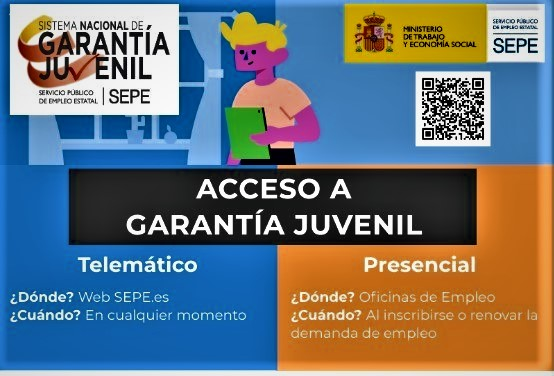 SISTEMA NACIONAL DE
GARANTÍA
JUVENIL
SERVICIO PÚBLICO
DE EMPLEO ESTATAL
SEPE
MINISTERIO
DE TRABAJO
Y ECONOMÍA SOCIAL
SERVICIO PÚBLICO
DE EMPLEO ESTATAL
SEPE
ACCESO A
GARANTÍA JUVENIL
Telemático
¿Dónde? Web SEPE.es
¿Cuándo? En cualquier momento
Presencial
¿Dónde? Oficinas de Empleo
¿Cuándo? Al inscribirse o renovar la
demanda de empleo